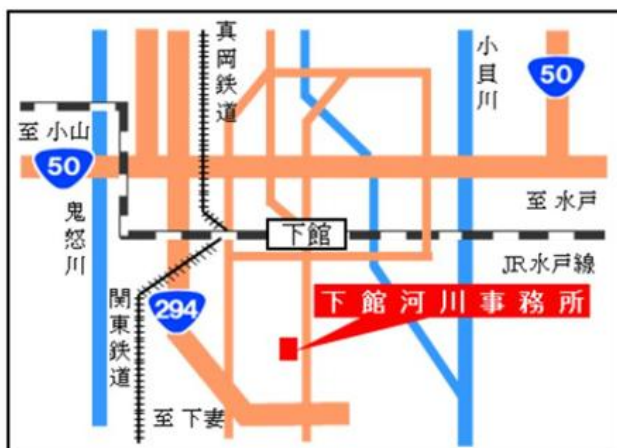 真岡鉄道
小貝川
50
至 小山
50
至 水戸
鬼怒川
下館
JR水戸線
関東鉄道
294
下館河川事務所
至 下妻